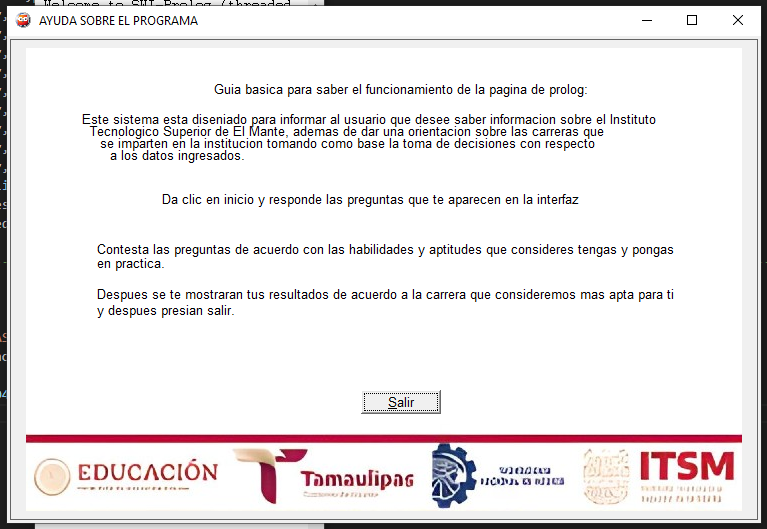 Welcome to SWI-Prolog (threaded
AYUDA SOBRE EL PROGRAMA
Guia basica para saber el funcionamiento de la pagina de prolog:
Este sistema esta diseniado para informar al usuario que desee saber informacion sobre el Instituto
Tecnologico Superior de El Mante, ademas de dar una orientacion sobre las carreras que
se imparten en la institucion tomando como base la toma de decisiones con respecto
a los datos ingresados.
Da clic en inicio y responde las preguntas que te aparecen en la interfaz
Contesta las preguntas de acuerdo con las habilidades y aptitudes que consideres tengas y pongas
en practica.
Despues se te mostraran tus resultados de acuerdo a la carrera que consideremos mas apta para ti
y despues presian salir.
Salir
EDUCACIÓN
Tamaulipas
ITSM